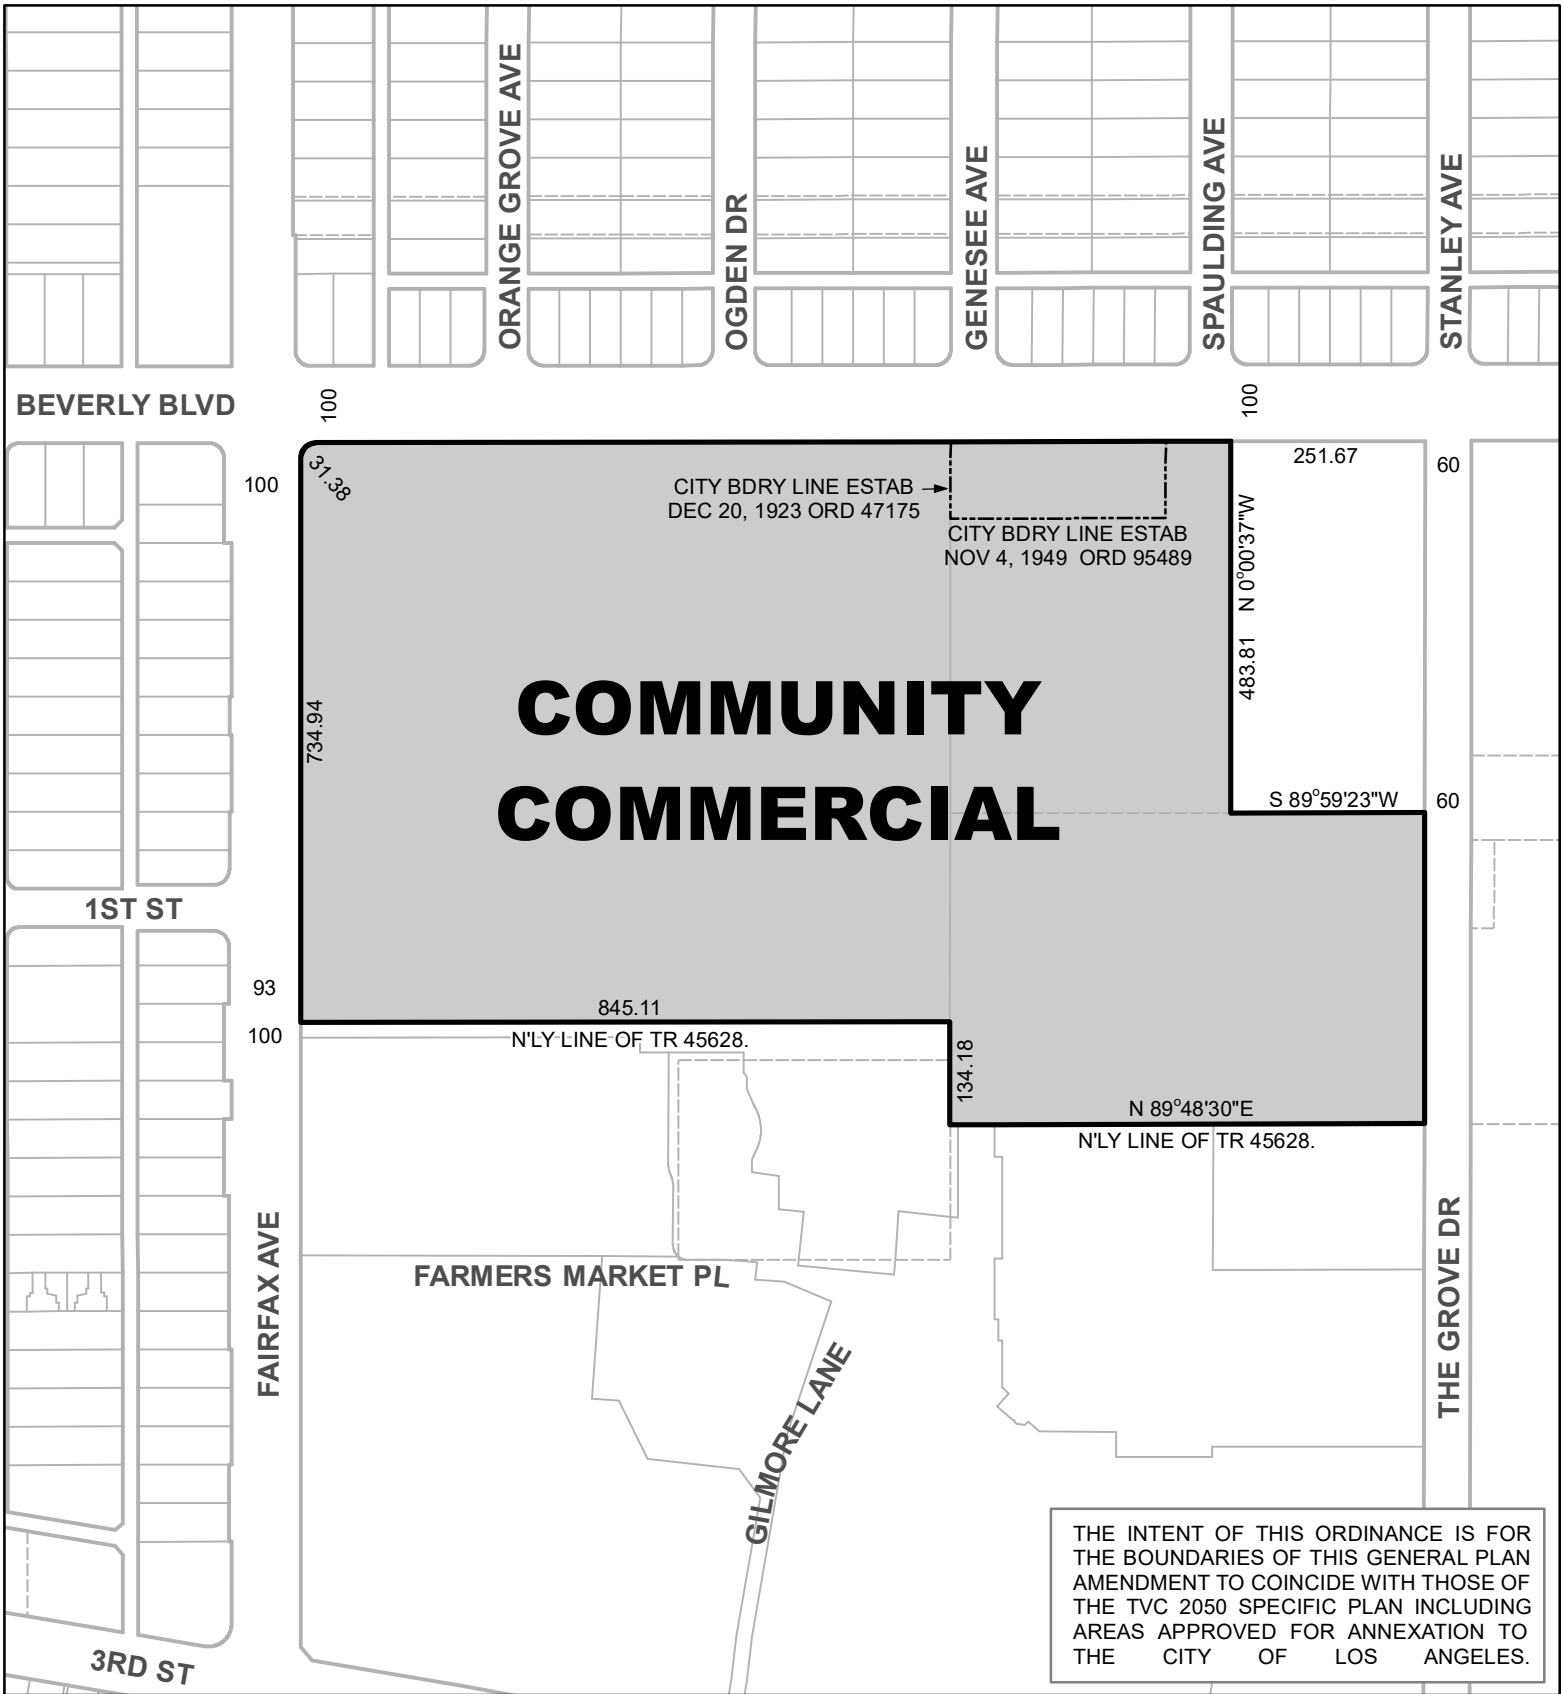 ORANGE GROVE AVE
OGDEN DR
GENESEE AVE
SPAULDING AVE
STANLEY AVE
BEVERLY BLVD
100
100
31.38
100
CITY BDRY LINE ESTAB
DEC 20, 1923 ORD 47175
CITY BDRY LINE ESTAB
NOV 4, 1949 ORD 95489
251.67
60
483.81 N 0°00'37"W
734.94
COMMUNITY
COMMERCIAL
S 89°59'23"W
60
1ST ST
93
100
845.11
N'LY LINE OF TR 45628.
134.18
N 89°48'30"E
N'LY LINE OF TR 45628.
FAIRFAX AVE
FARMERS MARKET PL
GILMORE LANE
THE GROVE DR
3RD ST
THE INTENT OF THIS ORDINANCE IS FOR
THE BOUNDARIES OF THIS GENERAL PLAN
AMENDMENT TO COINCIDE WITH THOSE OF
THE TVC 2050 SPECIFIC PLAN INCLUDING
AREAS APPROVED FOR ANNEXATION TO
THE CITY OF LOS ANGELES.